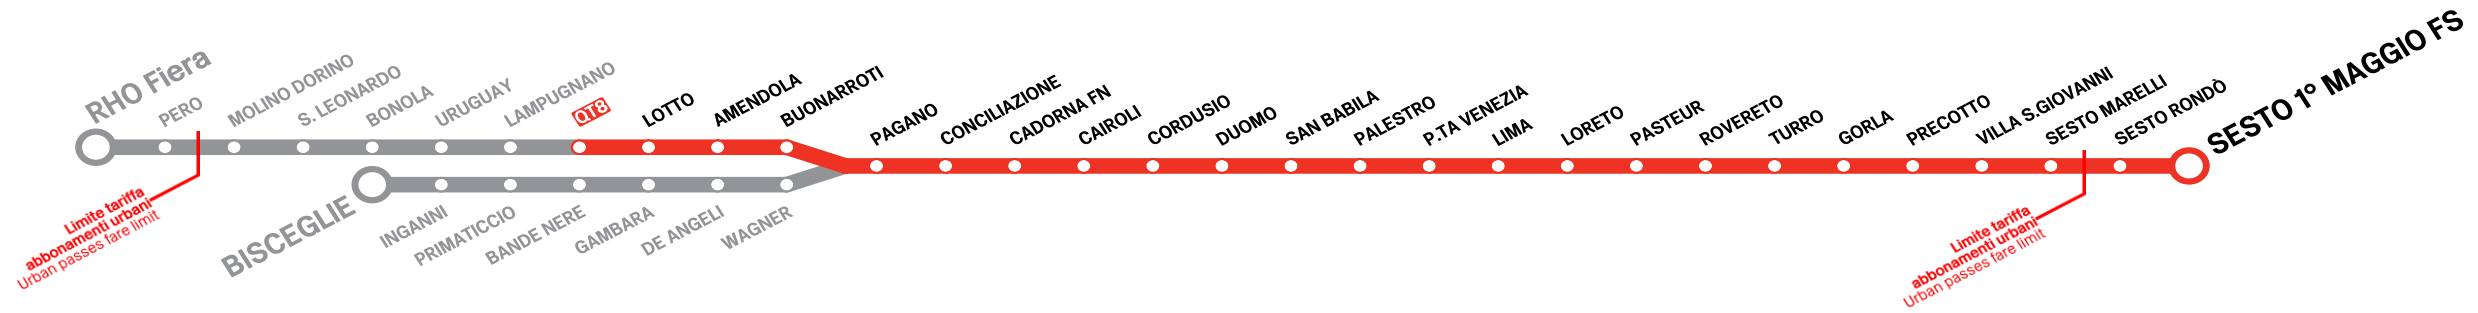 RHO Fiera
PERO
MOLINO DORINO
S. LEONARDO
BONOLA
URUGUAY
LAMPUGNANO
QT8
LOTTO
AMENDOLA
BUONARROTI
PAGANO
CONCILIAZIONE
CADORNA FN
CAIROLI
CORDUSIO
DUOMO
SAN BABILA
PALESTRO
P.TA VENEZIA
LIMA
LORETO
PASTEUR
ROVERETO
TURRO
GORLA
PRECOTTO
VILLA S.GIOVANNI
SESTO MARELLI
SESTO RONDÒ
SESTO 1° MAGGIO FS
Limite tariffa
abbonamenti urbani
Urban passes fare limit
BISCEGLIE
INGANNI
PRIMATICCIO
BANDE NERE
GAMBARA
DE ANGELI
WAGNER
Limite tariffa
abbonamenti urbani
Urban passes fare limit